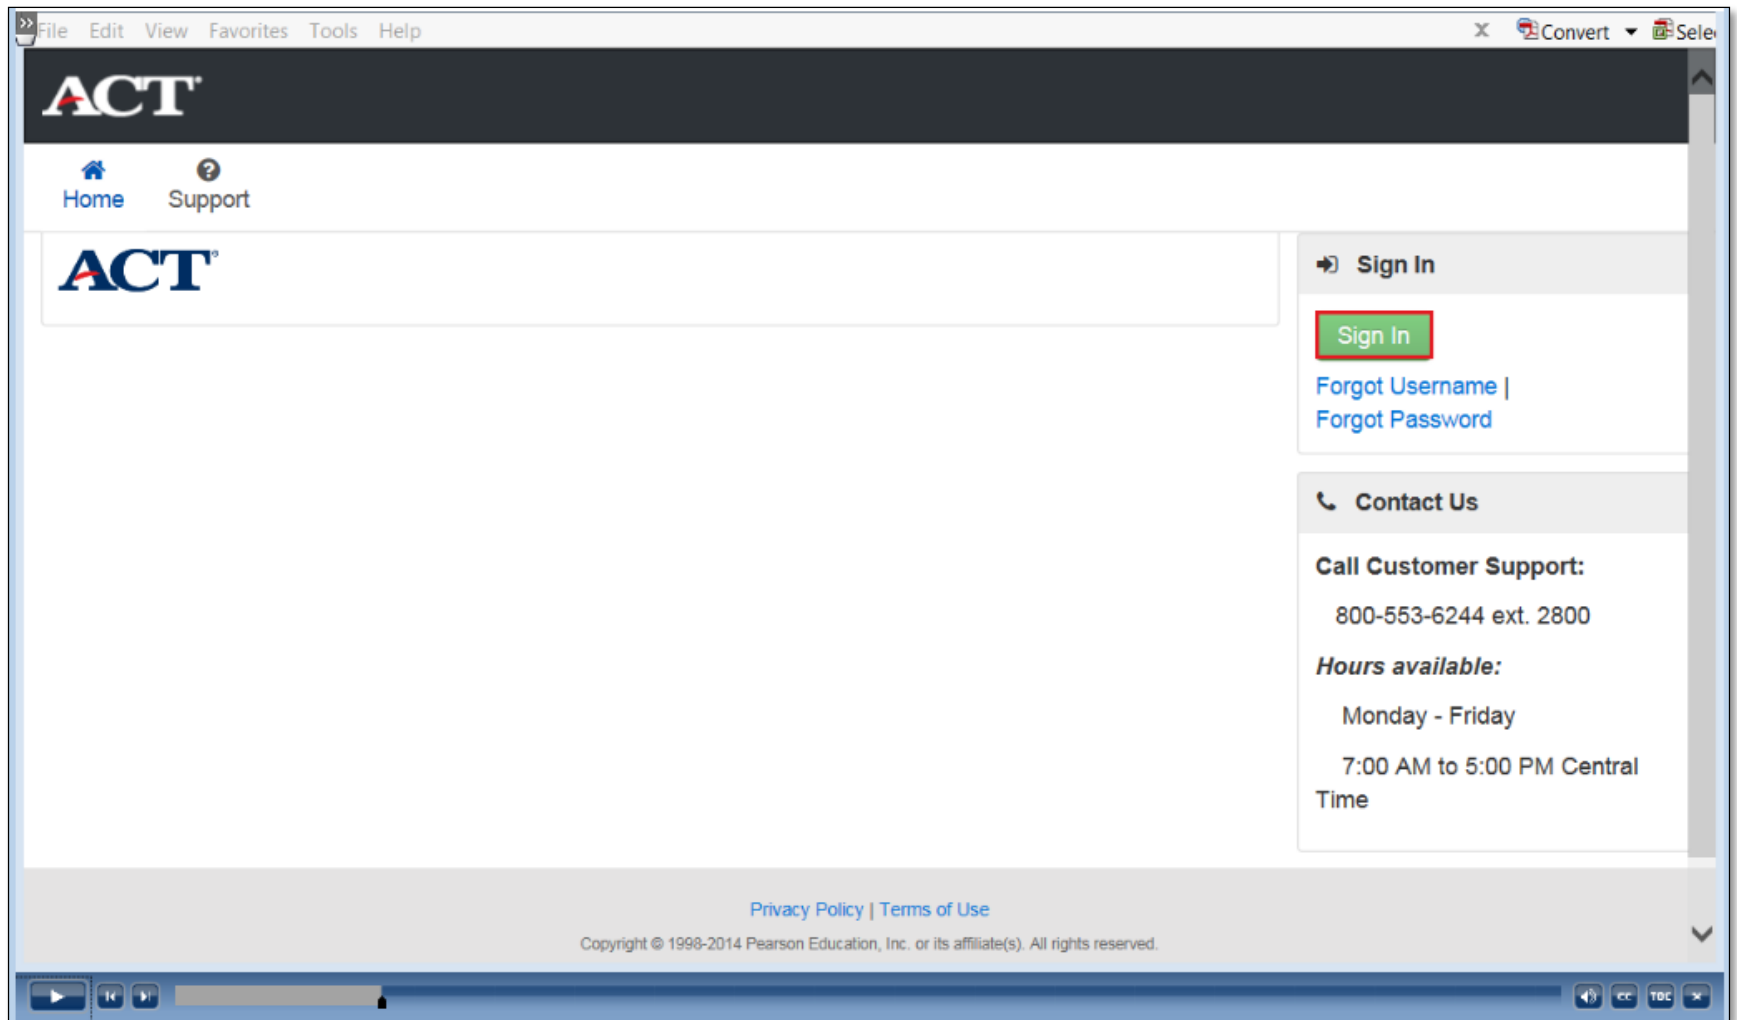 File Edit View Favorites Tools Help
x Convert Selec
ACT
Home Support
ACT
Sign In
Sign In
Forgot Username |
Forgot Password
Contact Us
Call Customer Support:
800-553-6244 ext. 2800
Hours available:
Monday - Friday
7:00 AM to 5:00 PM Central
Time
Privacy Policy | Terms of Use
Copyright © 1998-2014 Pearson Education, Inc. or its affiliate(s). All rights reserved.
CC TOC